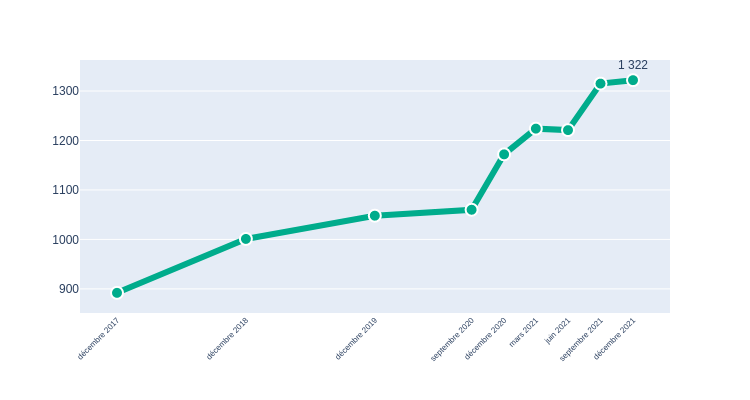 1 322
1300
1200
1100
1000
900
décembre 2017
décembre 2018
décembre 2019
septembre 2020
décembre 2020
mars 2021
juin 2021
septembre 2021
décembre 2021